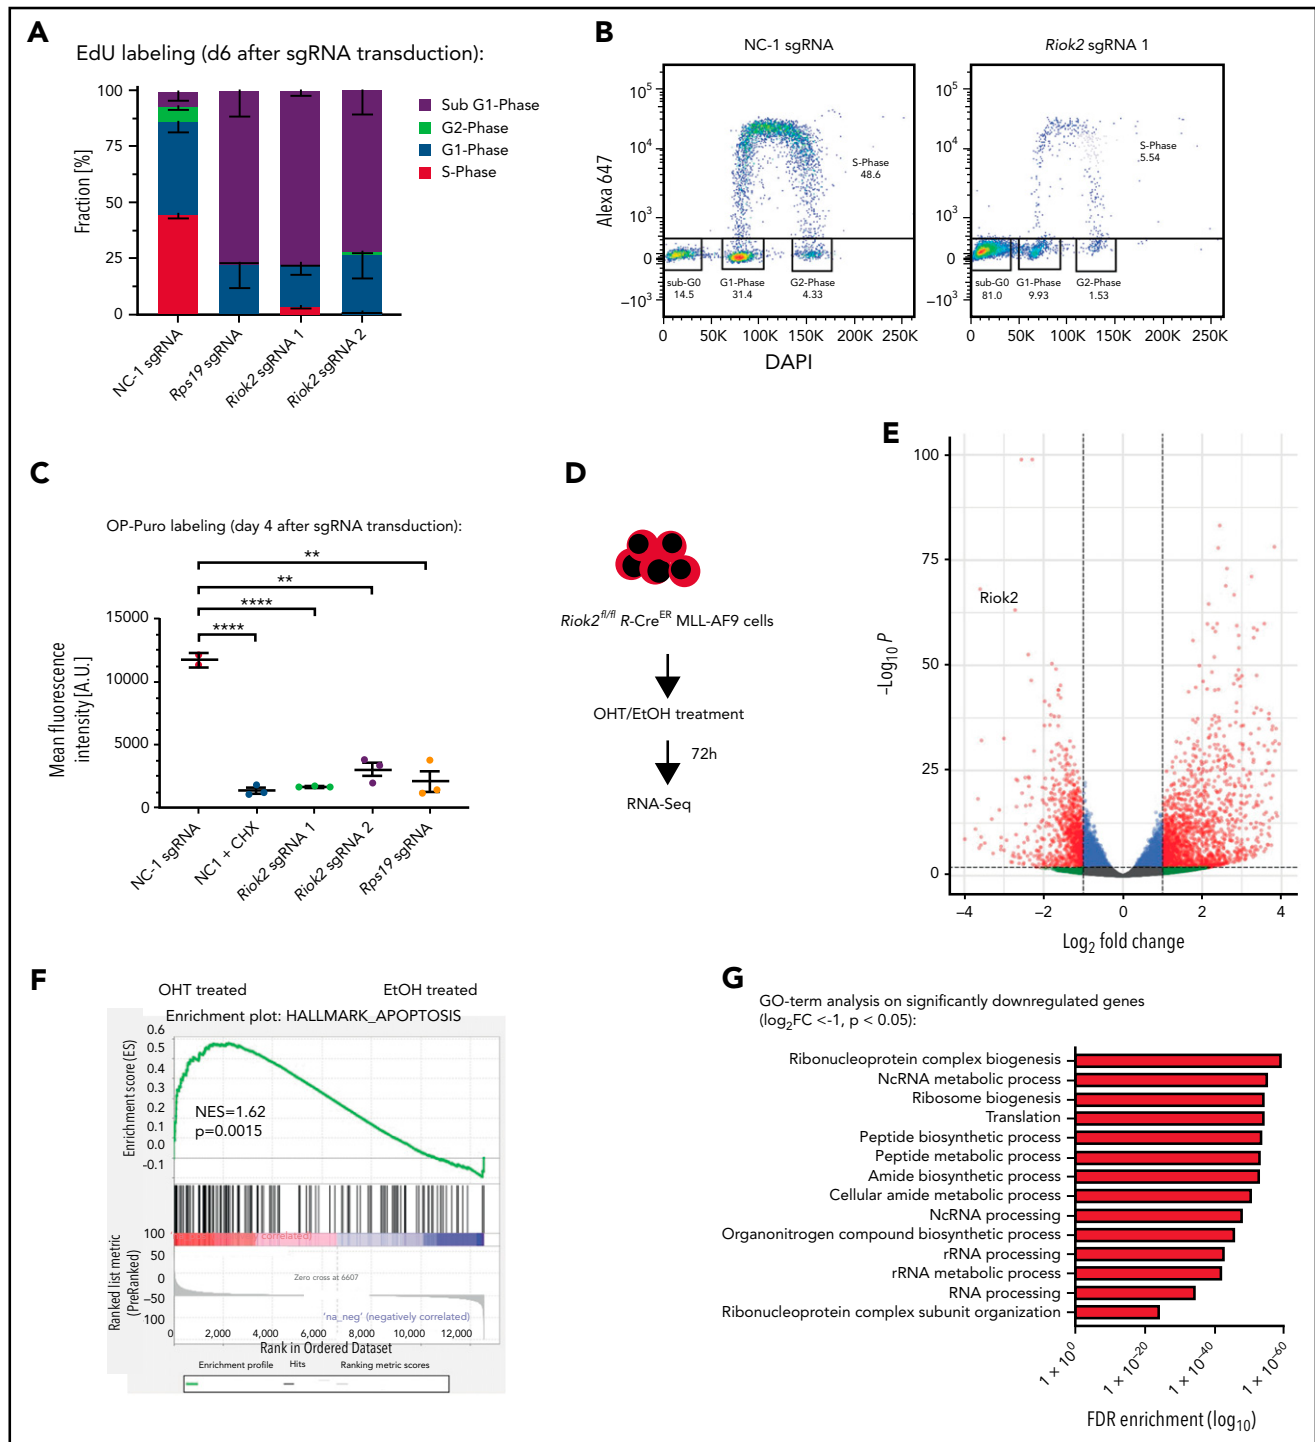 A
EdU labeling (d6 after sgRNA transduction):
Fraction [%]
100
75
50
25
0
Sub G1-Phase
G2-Phase
G1-Phase
S-Phase
NC-1 sgRNA
Rps19 sgRNA
Riok2 sgRNA 1
Riok2 sgRNA 2
B
NC-1 sgRNA
Riok2 sgRNA 1
Alexa 647
10⁵
10⁴
10³
0
–10³
S-Phase
48.6
sub-G0
14.5
G1-Phase
31.4
G2-Phase
4.33
0 50K 100K 150K 200K 250K
DAPI
10⁵
10⁴
10³
0
–10³
S-Phase
5.54
sub-G0
81.0
G1-Phase
9.93
G2-Phase
1.53
0 50K 100K 150K 200K 250K
C
OP-Puro labeling (day 4 after sgRNA transduction):
**
**
****
****
Mean fluorescence
intensity [A.U.]
15000
10000
5000
0
NC-1 sgRNA
NC1 + CHX
Riok2 sgRNA 1
Riok2 sgRNA 2
Rps19 sgRNA
D
Riok2fl/fl R-CreER MLL-AF9 cells
OHT/EtOH treatment
72h
RNA-Seq
E
–Log₁₀ P
100
75
50
25
0
Riok2
–4 –2 0 2 4
Log₂ fold change
F
OHT treated EtOH treated
Enrichment plot: HALLMARK_APOPTOSIS
Enrichment score (ES)
0.6
0.5
0.4
0.3
0.2
0.1
0.0
–0.1
NES=1.62
p=0.0015
Ranked list metric
(PreRanked)
100
50
0
–50
100
correlated)
Zero cross at 6607
'na_neg' (negatively correlated)
0 2,000 4,000 6,000 8,000 10,000 12,000
Rank in Ordered Dataset
Enrichment profile Hits Ranking metric scores
G
GO-term analysis on significantly downregulated genes
(log₂FC <-1, p < 0.05):
Ribonucleoprotein complex biogenesis
NcRNA metabolic process
Ribosome biogenesis
Translation
Peptide biosynthetic process
Peptide metabolic process
Amide biosynthetic process
Cellular amide metabolic process
NcRNA processing
Organonitrogen compound biosynthetic process
rRNA processing
rRNA metabolic process
RNA processing
Ribonucleoprotein complex subunit organization
1 × 10⁰
1 × 10⁻²⁰
1 × 10⁻⁴⁰
1 × 10⁻⁶⁰
FDR enrichment (log₁₀)